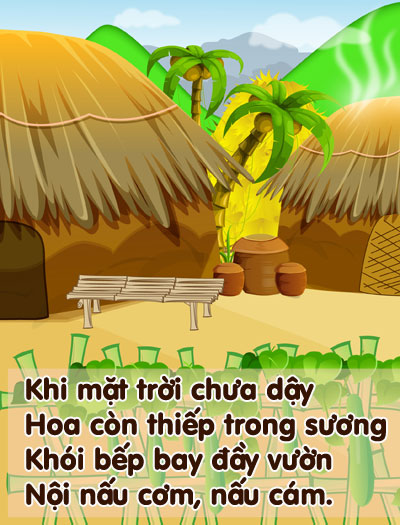 Khi mặt trời chưa dậy
Hoa còn thiếp trong sương
Khói bếp bay đầy vườn
Nội nấu cơm, nấu cám.